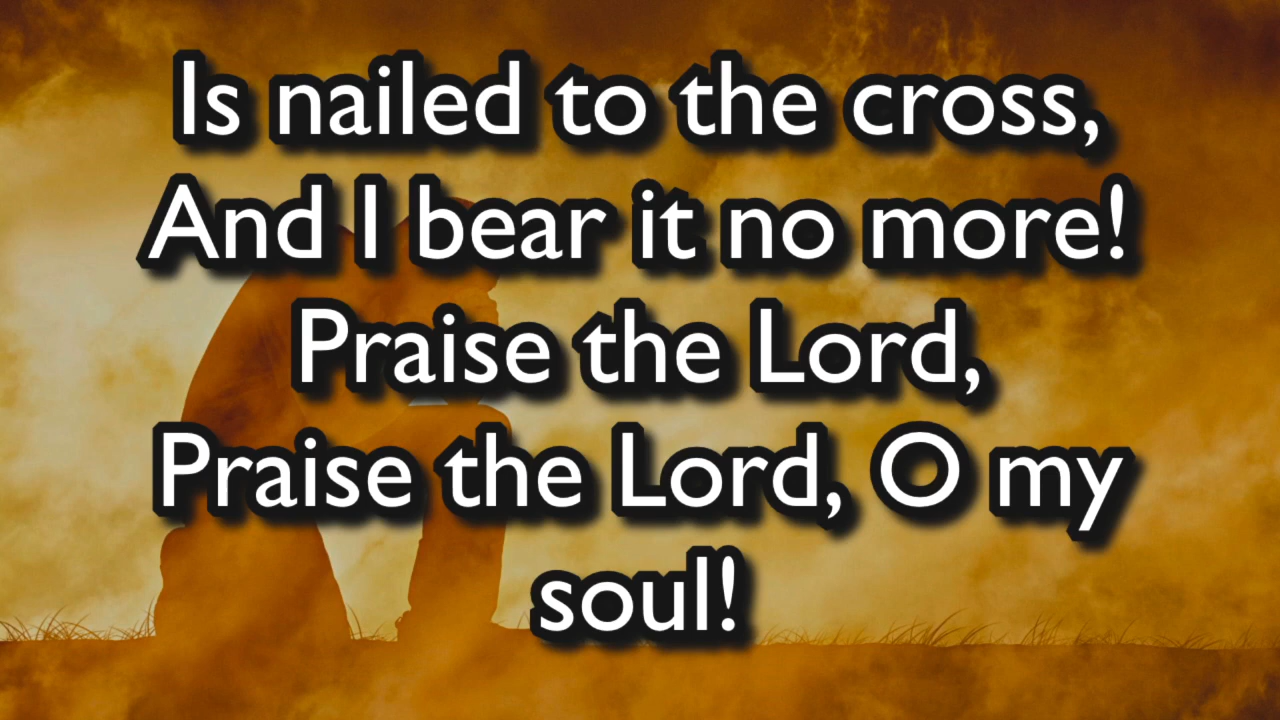 Is nailed to the cross,
And I bear it no more!
Praise the Lord,
Praise the Lord, O my
soul!